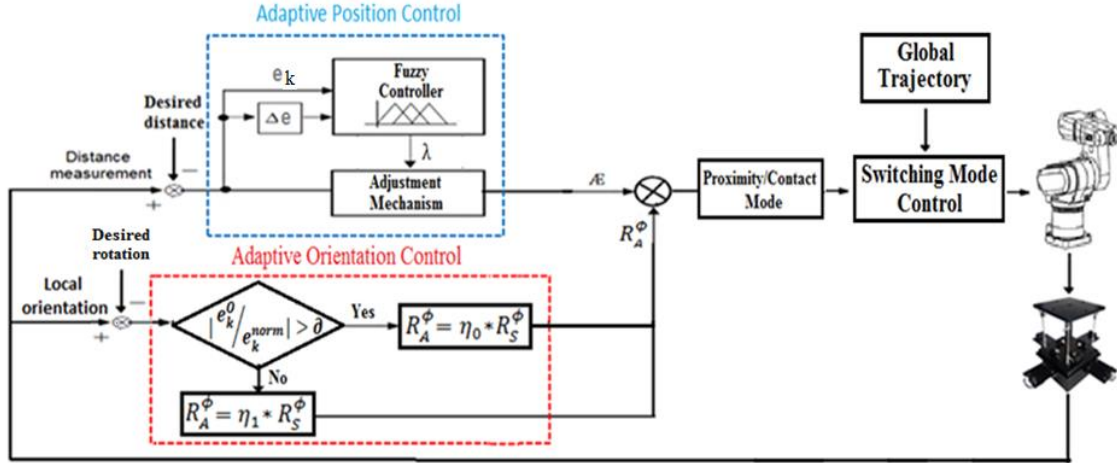 Adaptive Position Control
Desired
distance
Distance
measurement
−
+
e_k
Δe
Fuzzy
Controller
λ
Adjustment
Mechanism
Æ
R_A^ϕ
Proximity/Contact
Mode
Global
Trajectory
Switching Mode
Control
Desired
rotation
Adaptive Orientation Control
Local
orientation
−
+
|e_k^0/e_k^norm| > ∂
Yes
R_A^ϕ = η_0 * R_S^ϕ
No
R_A^ϕ = η_1 * R_S^ϕ